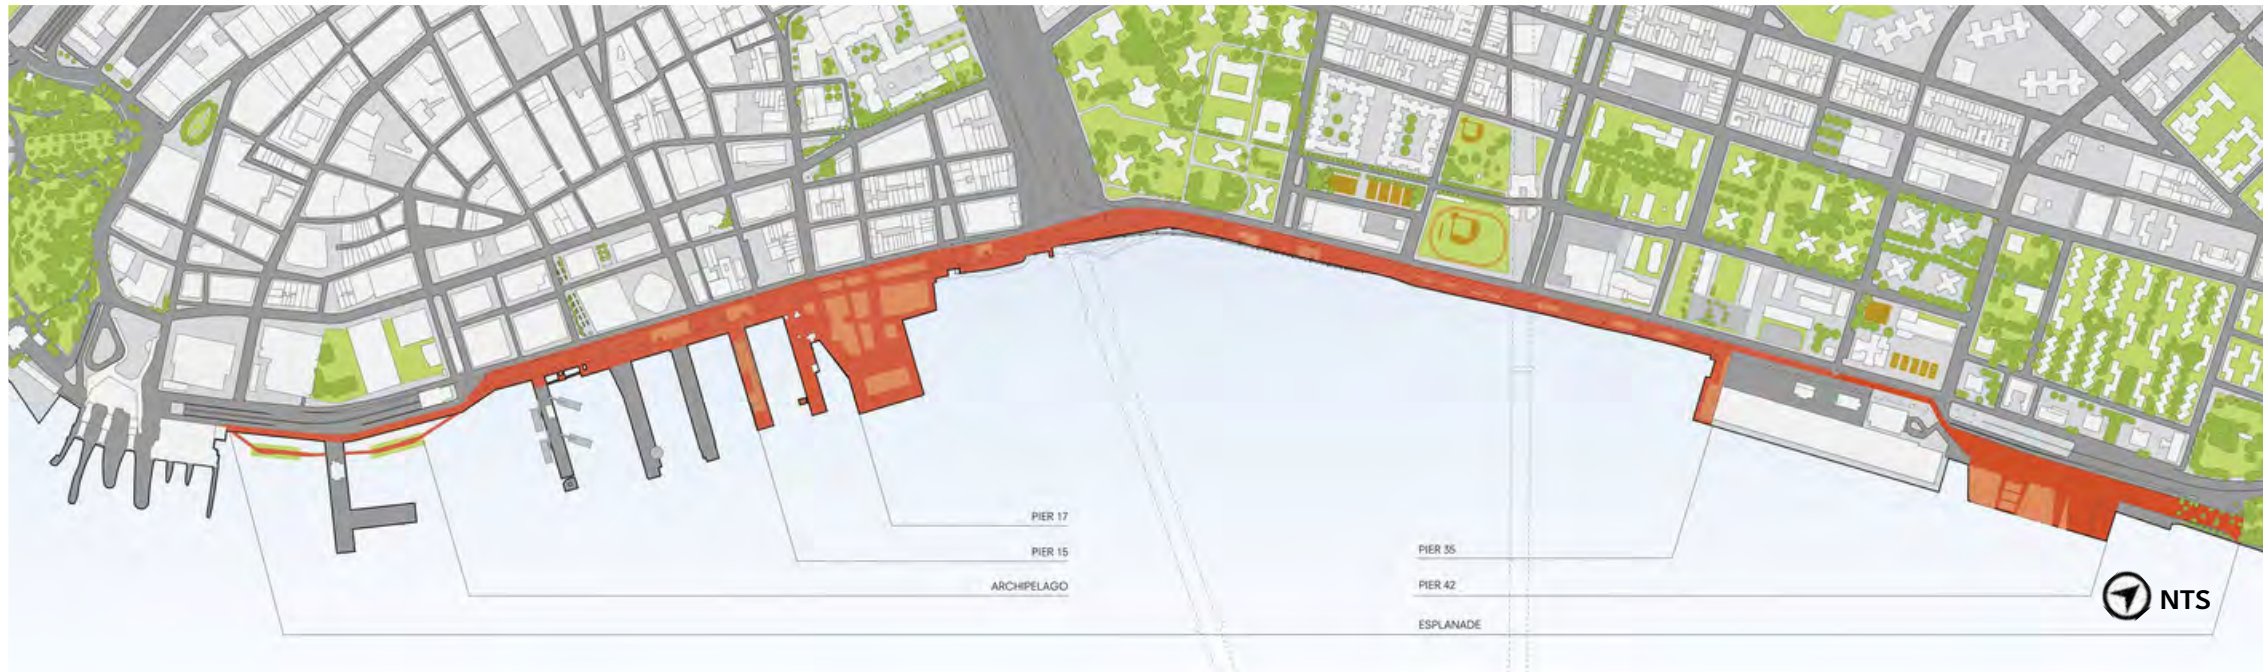 PIER 17
PIER 15
ARCHIPELAGO
PIER 35
PIER 42
ESPLANADE
NTS